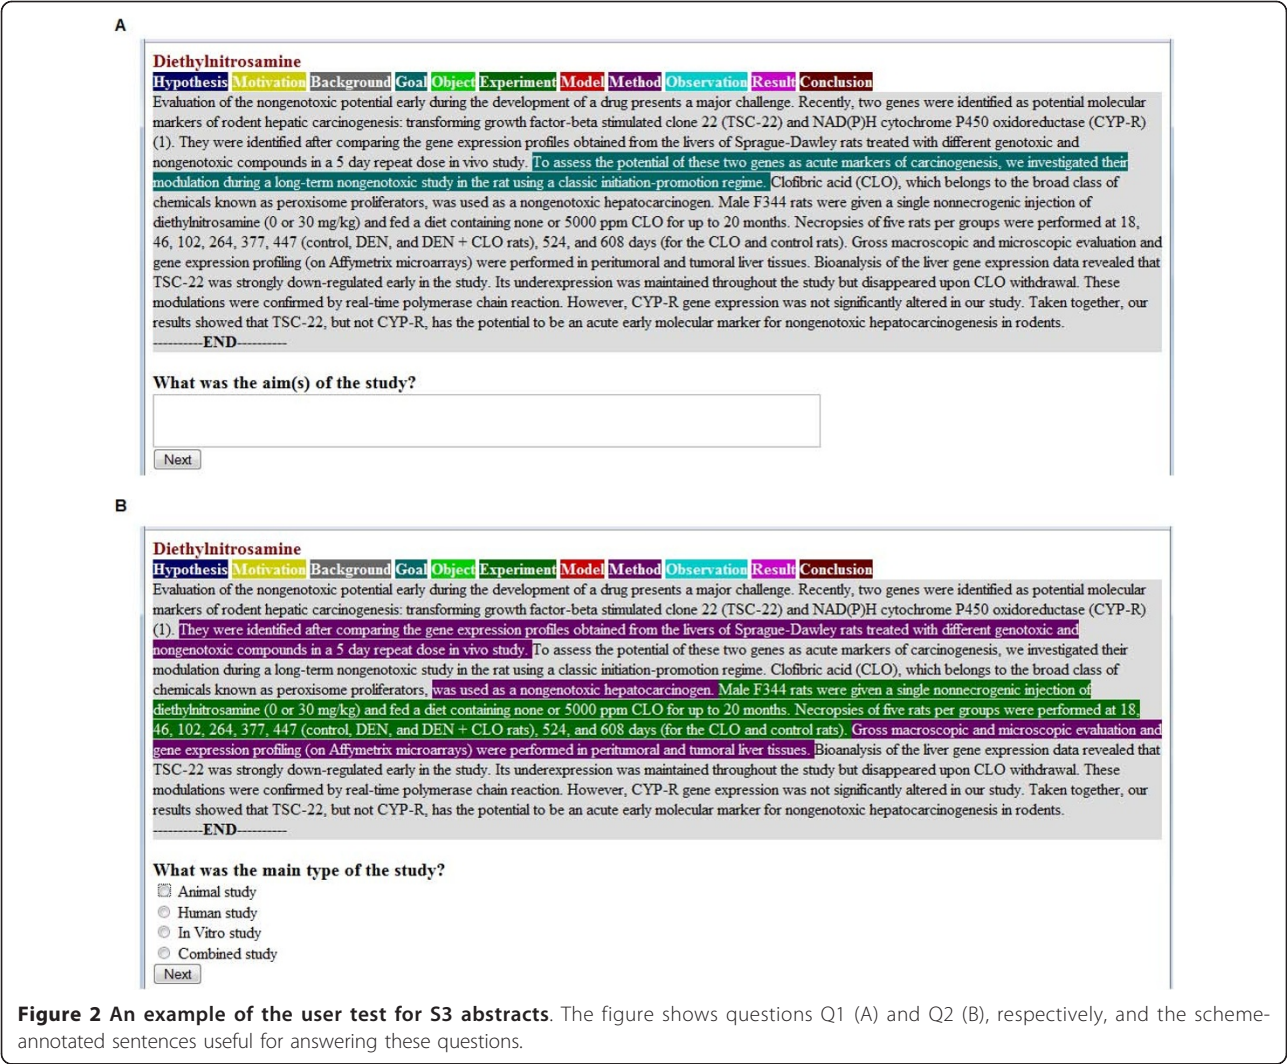 A
Diethylnitrosamine
Hypothesis Motivation Background Goal Object Experiment Model Method Observation Result Conclusion
Evaluation of the nongenotoxic potential early during the development of a drug presents a major challenge. Recently, two genes were identified as potential molecular
markers of rodent hepatic carcinogenesis: transforming growth factor-beta stimulated clone 22 (TSC-22) and NAD(P)H cytochrome P450 oxidoreductase (CYP-R)
(1). They were identified after comparing the gene expression profiles obtained from the livers of Sprague-Dawley rats treated with different genotoxic and
nongenotoxic compounds in a 5 day repeat dose in vivo study. To assess the potential of these two genes as acute markers of carcinogenesis, we investigated their
modulation during a long-term nongenotoxic study in the rat using a classic initiation-promotion regime. Clofibric acid (CLO), which belongs to the broad class of
chemicals known as peroxisome proliferators, was used as a nongenotoxic hepatocarcinogen. Male F344 rats were given a single nonnecrogenic injection of
diethylnitrosamine (0 or 30 mg/kg) and fed a diet containing none or 5000 ppm CLO for up to 20 months. Necropsies of five rats per groups were performed at 18,
46, 102, 264, 377, 447 (control, DEN, and DEN + CLO rats), 524, and 608 days (for the CLO and control rats). Gross macroscopic and microscopic evaluation and
gene expression profiling (on Affymetrix microarrays) were performed in peritumoral and tumoral liver tissues. Bioanalysis of the liver gene expression data revealed that
TSC-22 was strongly down-regulated early in the study. Its underexpression was maintained throughout the study but disappeared upon CLO withdrawal. These
modulations were confirmed by real-time polymerase chain reaction. However, CYP-R gene expression was not significantly altered in our study. Taken together, our
results showed that TSC-22, but not CYP-R, has the potential to be an acute early molecular marker for nongenotoxic hepatocarcinogenesis in rodents.
----------END----------
What was the aim(s) of the study?
Next
B
Diethylnitrosamine
Hypothesis Motivation Background Goal Object Experiment Model Method Observation Result Conclusion
Evaluation of the nongenotoxic potential early during the development of a drug presents a major challenge. Recently, two genes were identified as potential molecular
markers of rodent hepatic carcinogenesis: transforming growth factor-beta stimulated clone 22 (TSC-22) and NAD(P)H cytochrome P450 oxidoreductase (CYP-R)
(1). They were identified after comparing the gene expression profiles obtained from the livers of Sprague-Dawley rats treated with different genotoxic and
nongenotoxic compounds in a 5 day repeat dose in vivo study. To assess the potential of these two genes as acute markers of carcinogenesis, we investigated their
modulation during a long-term nongenotoxic study in the rat using a classic initiation-promotion regime. Clofibric acid (CLO), which belongs to the broad class of
chemicals known as peroxisome proliferators, was used as a nongenotoxic hepatocarcinogen. Male F344 rats were given a single nonnecrogenic injection of
diethylnitrosamine (0 or 30 mg/kg) and fed a diet containing none or 5000 ppm CLO for up to 20 months. Necropsies of five rats per groups were performed at 18,
46, 102, 264, 377, 447 (control, DEN, and DEN + CLO rats), 524, and 608 days (for the CLO and control rats). Gross macroscopic and microscopic evaluation and
gene expression profiling (on Affymetrix microarrays) were performed in peritumoral and tumoral liver tissues. Bioanalysis of the liver gene expression data revealed that
TSC-22 was strongly down-regulated early in the study. Its underexpression was maintained throughout the study but disappeared upon CLO withdrawal. These
modulations were confirmed by real-time polymerase chain reaction. However, CYP-R gene expression was not significantly altered in our study. Taken together, our
results showed that TSC-22, but not CYP-R, has the potential to be an acute early molecular marker for nongenotoxic hepatocarcinogenesis in rodents.
----------END----------
What was the main type of the study?
Animal study
Human study
In Vitro study
Combined study
Next
Figure 2 An example of the user test for S3 abstracts. The figure shows questions Q1 (A) and Q2 (B), respectively, and the scheme-
annotated sentences useful for answering these questions.